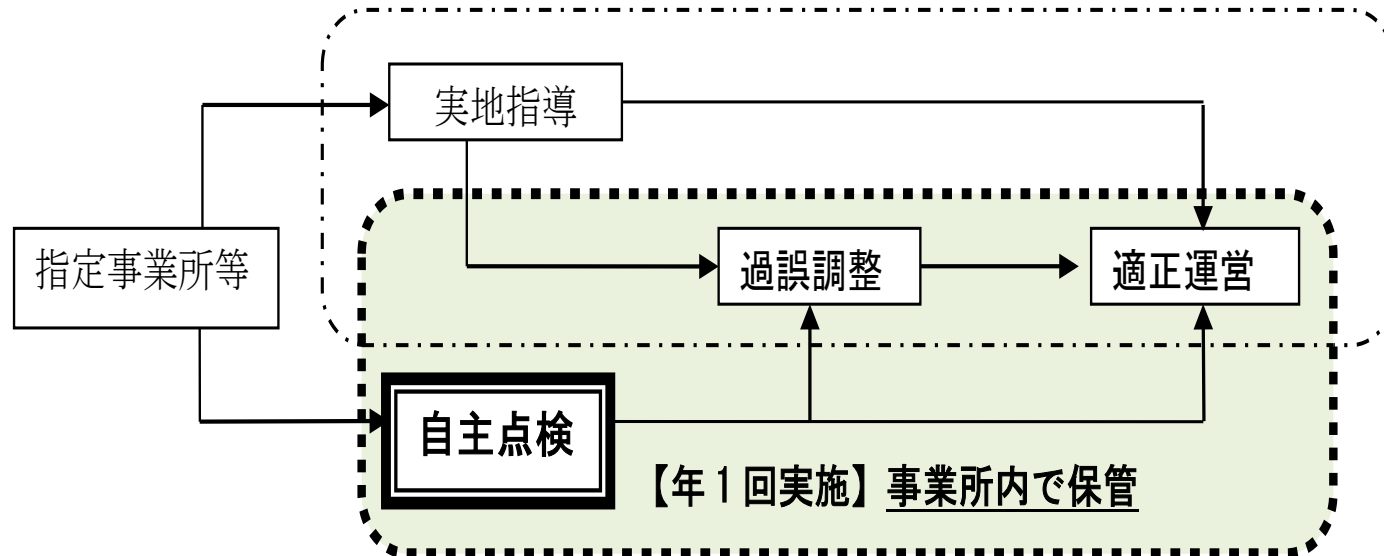 実地指導
指定事業所等
過誤調整
適正運営
自主点検
【年１回実施】事業所内で保管